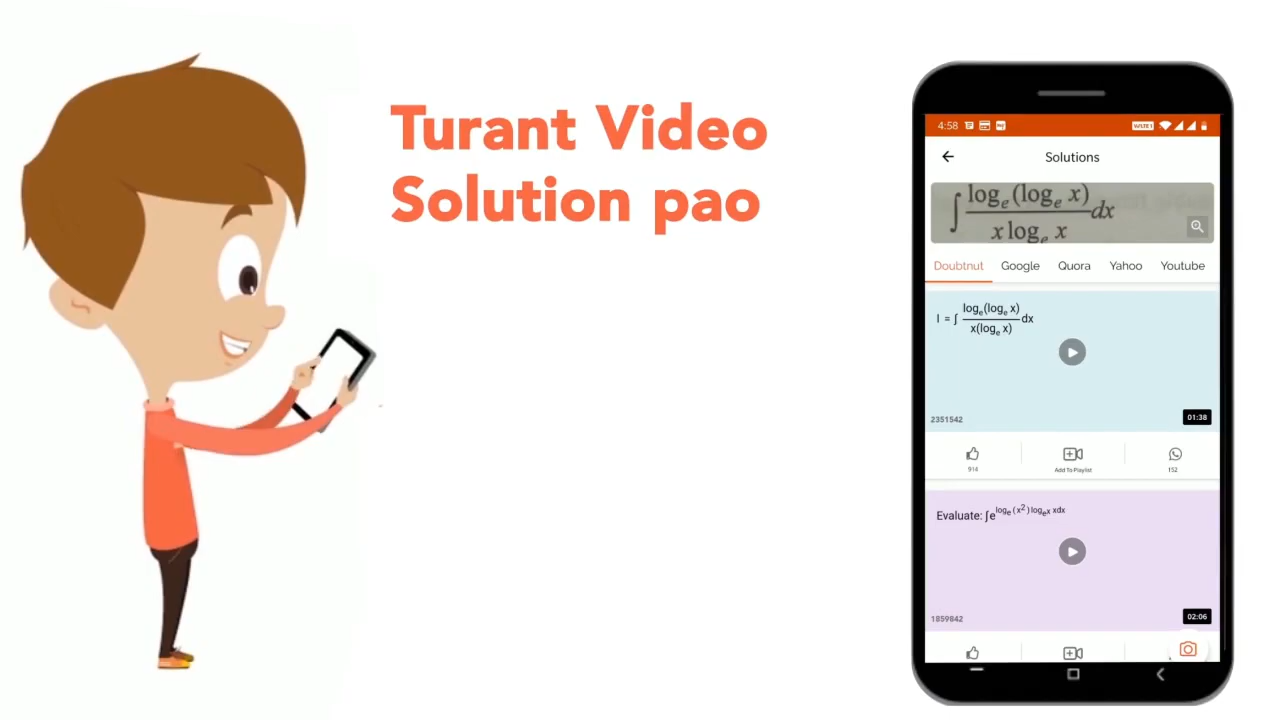 Turant Video
Solution pao
4:58
VoLTE1
Solutions
∫ logₑ(logₑ x) / x logₑ x dx
Doubtnut Google Quora Yahoo Youtube
I = ∫ logₑ(logₑ x) / x(logₑ x) dx
2351542 01:38
914 Add To Playlist 152
Evaluate: ∫e^logₑ(x²)logₑx xdx
1859842 02:06